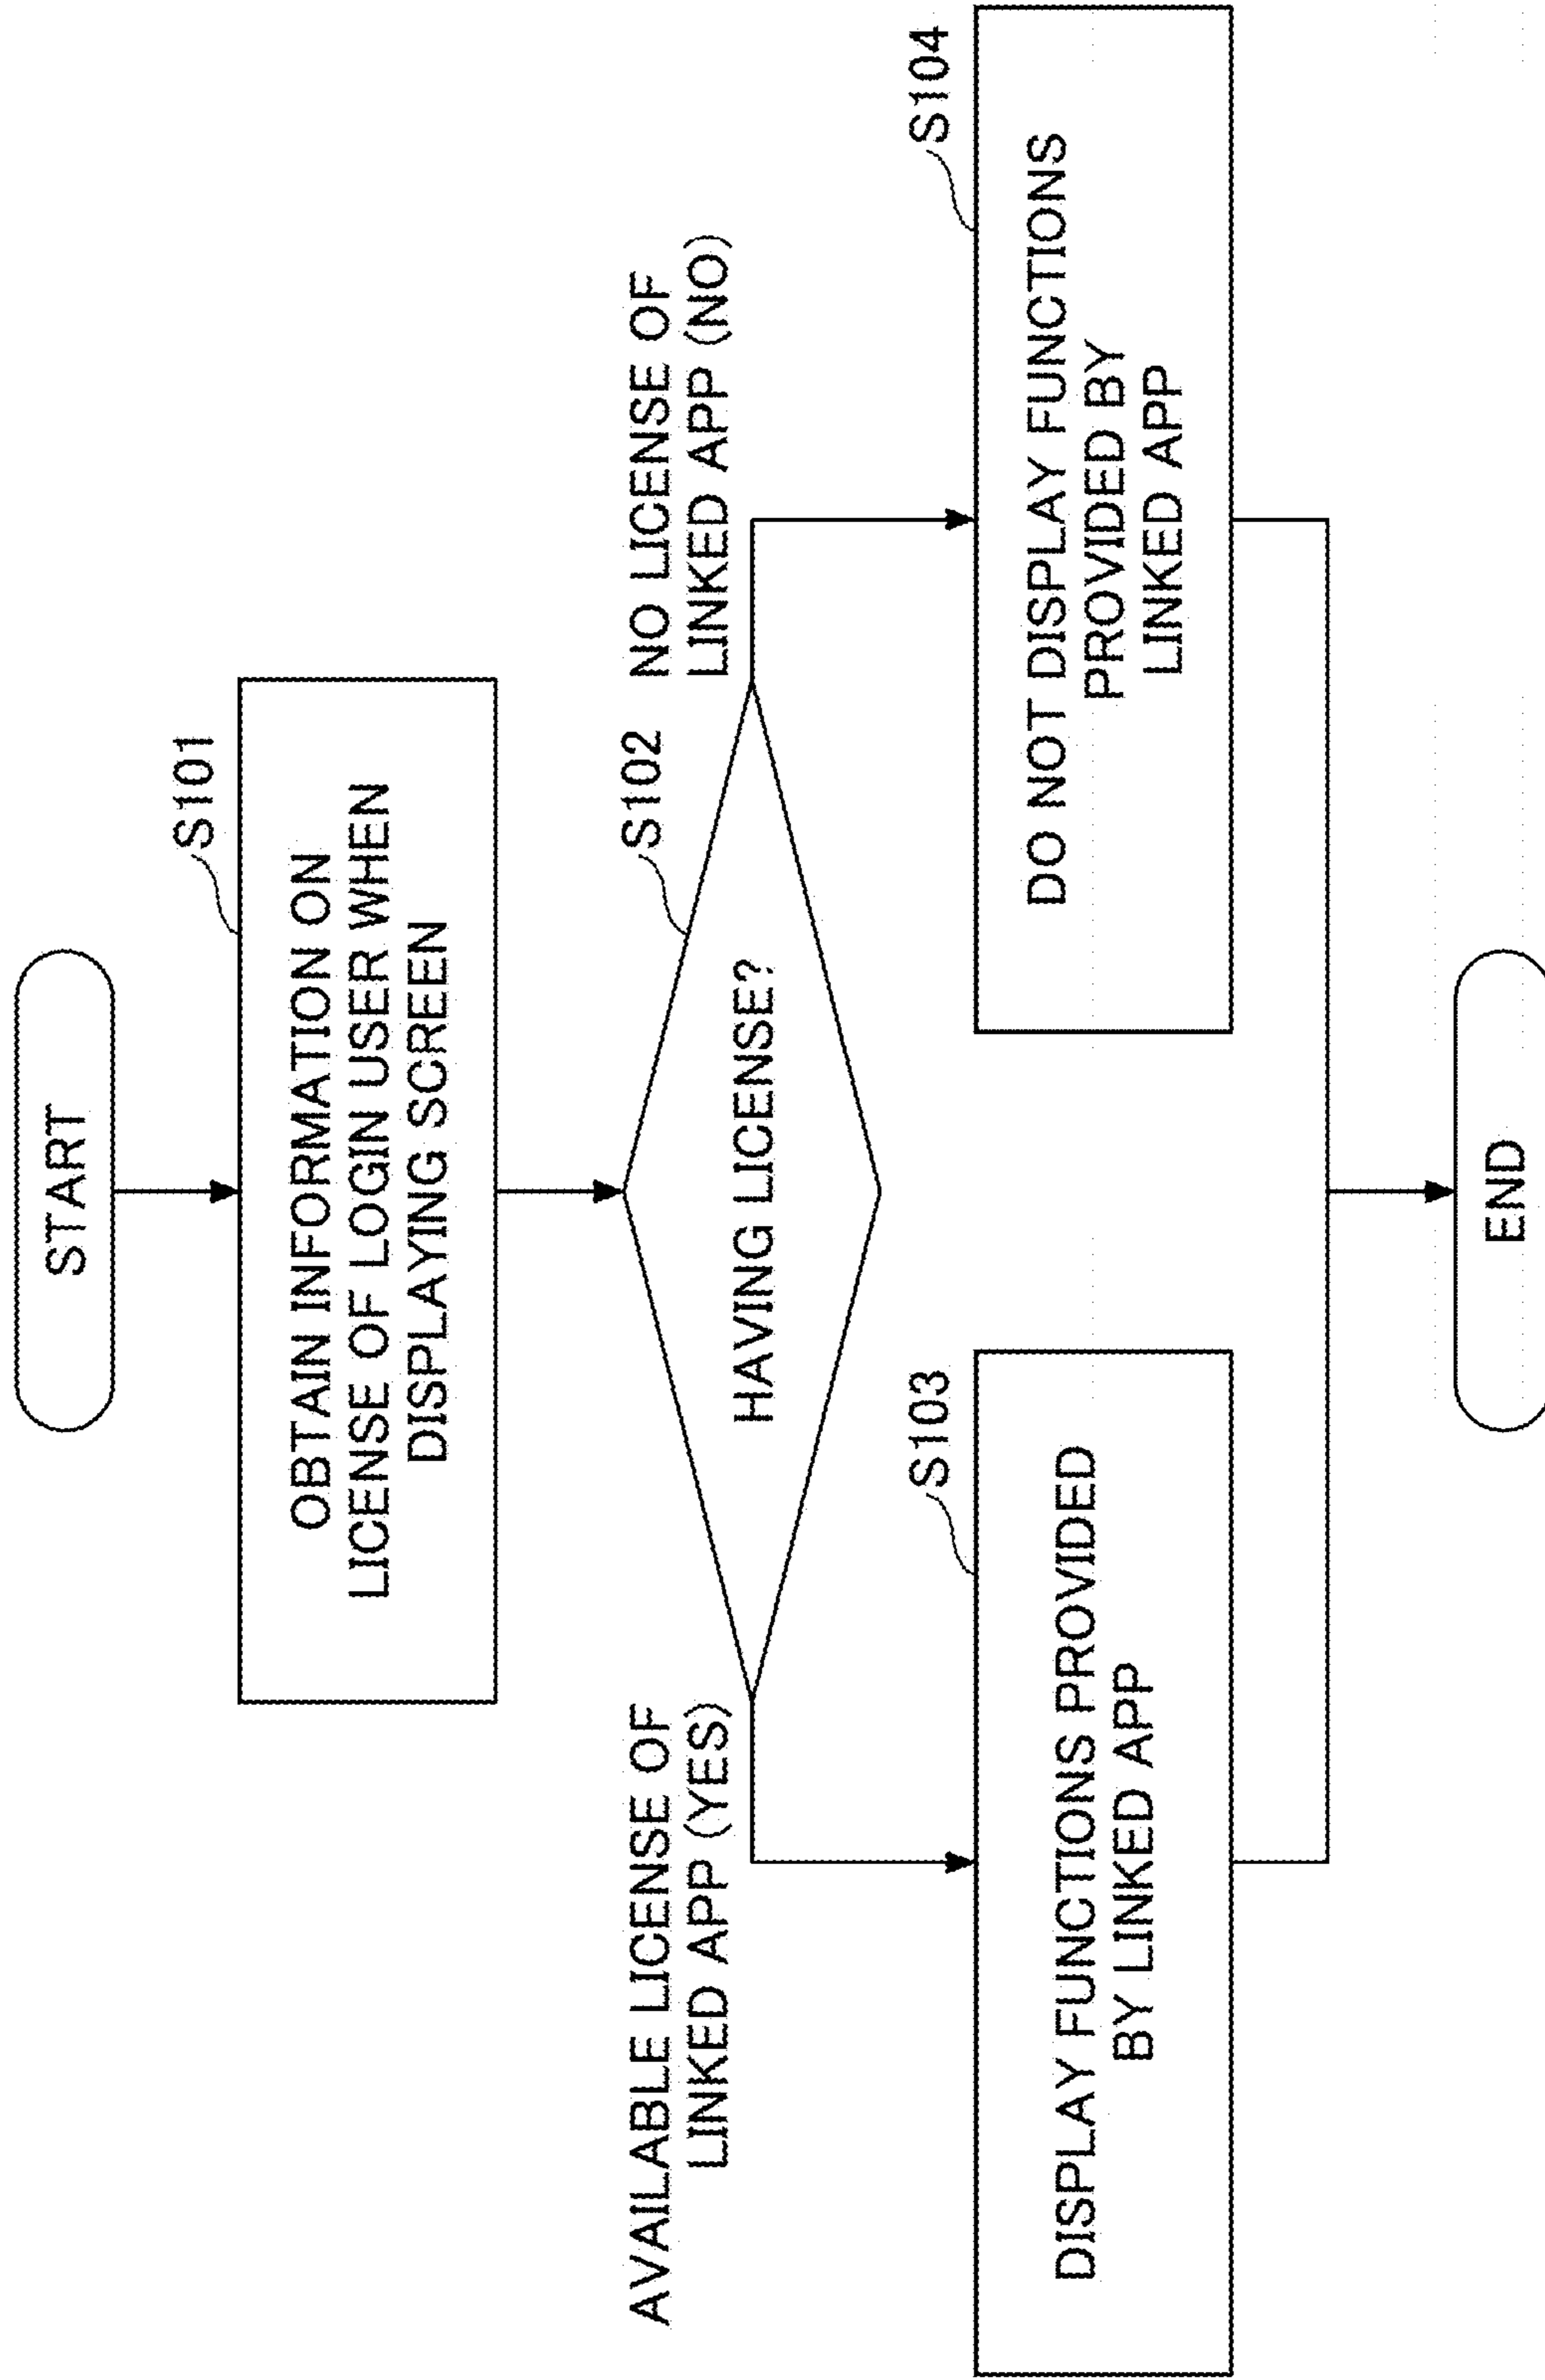 START
S101
OBTAIN INFORMATION ON
LICENSE OF LOGIN USER WHEN
DISPLAYING SCREEN
S102
HAVING LICENSE?
AVAILABLE LICENSE OF
LINKED APP (YES)
NO LICENSE OF
LINKED APP (NO)
S103
DISPLAY FUNCTIONS PROVIDED
BY LINKED APP
S104
DO NOT DISPLAY FUNCTIONS
PROVIDED BY
LINKED APP
END